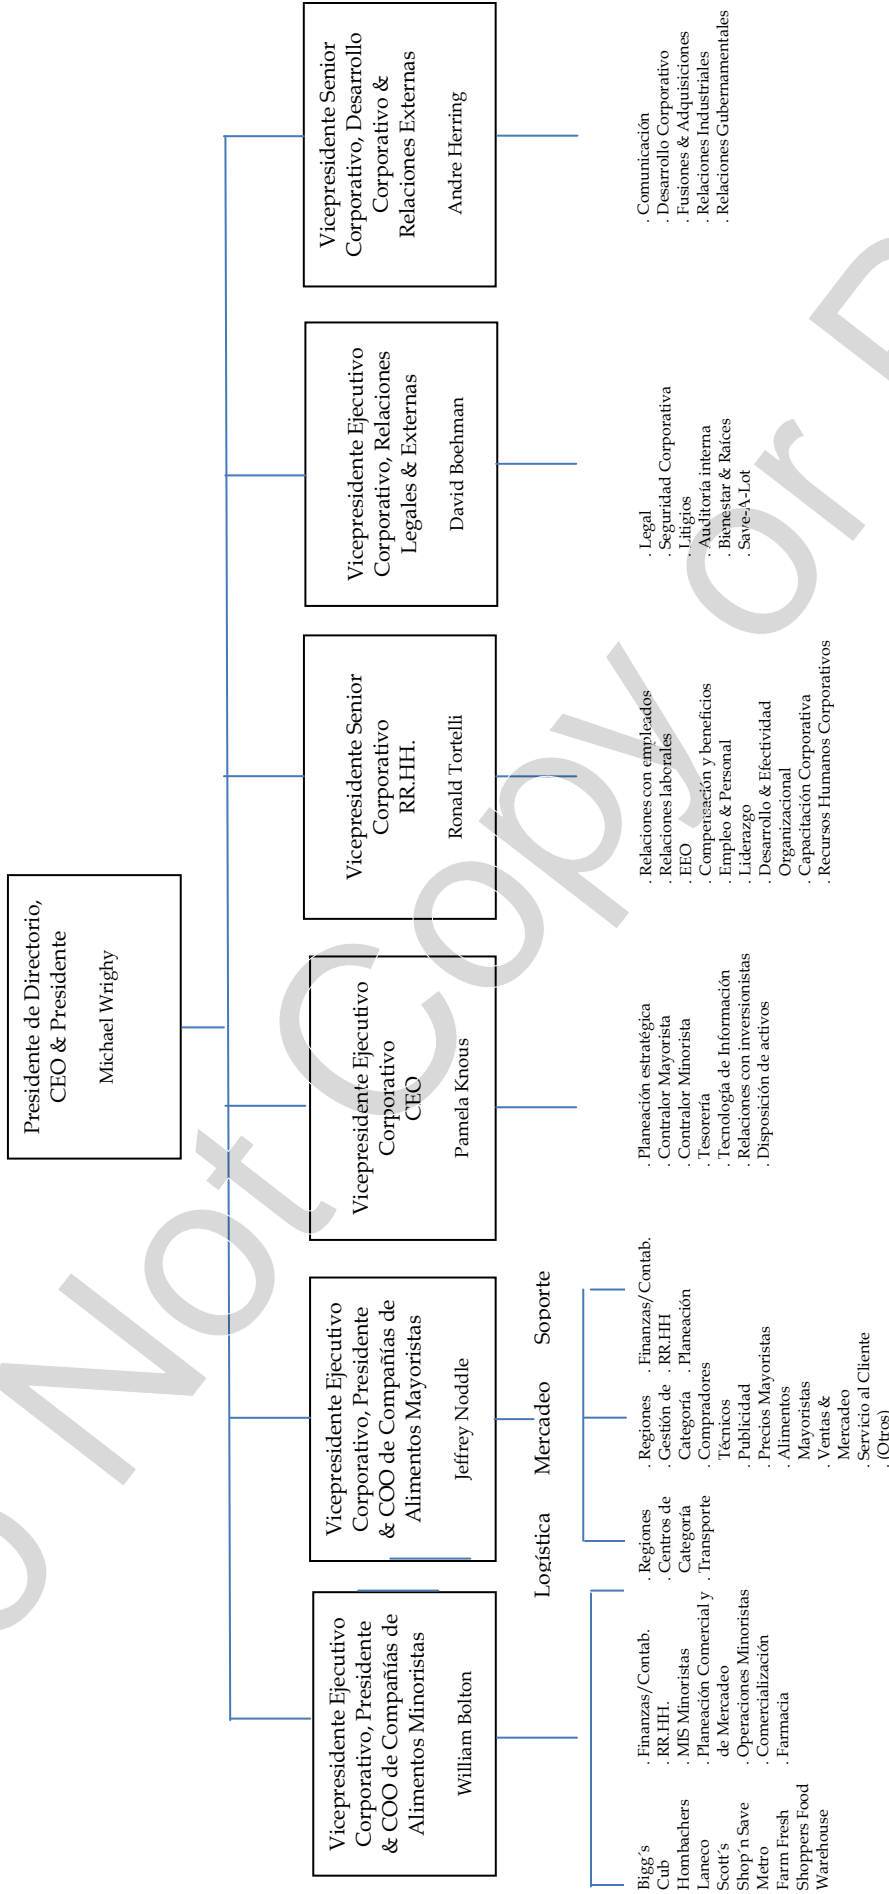 Presidente de Directorio,
CEO & Presidente
Michael Wrighy
Vicepresidente Ejecutivo
Corporativo, Presidente
& COO de Compañías de
Alimentos Minoristas
William Bolton
Vicepresidente Ejecutivo
Corporativo, Presidente
& COO de Compañías de
Alimentos Mayoristas
Jeffrey Noddle
Vicepresidente Ejecutivo
Corporativo
CEO
Pamela Knous
Vicepresidente Senior
Corporativo
RR.HH.
Ronald Tortelli
Vicepresidente Ejecutivo
Corporativo, Relaciones
Legales & Externas
David Boehman
Vicepresidente Senior
Corporativo, Desarrollo
Corporativo &
Relaciones Externas
Andre Herring
Logística
Mercadeo
Soporte
Bigg´s
Cub
Hombachers
Laneco
Scott´s
Shop´n Save
Metro
Farm Fresh
Shoppers Food
Warehouse
. Finanzas/Contab.
. RR.HH.
. MIS Minoristas
. Planeación Comercial y
de Mercadeo
. Operaciones Minoristas
. Comercialización
. Farmacia
. Regiones
. Centros de
Categoría
. Transporte
. Regiones
. Gestión de
Categoría
. Compradores
Técnicos
. Publicidad
. Precios Mayoristas
. Alimentos
Mayoristas
. Ventas &
Mercadeo
. Servicio al Cliente
. (Otros)
. Finanzas/Contab.
. RR.HH
. Planeación
. Planeación estratégica
. Contralor Mayorista
. Contralor Minorista
. Tesorería
. Tecnología de Información
. Relaciones con inversionistas
. Disposición de activos
. Relaciones con empleados
. Relaciones laborales
. EEO
. Compensación y beneficios
. Empleo & Personal
. Liderazgo
. Desarrollo & Efectividad
Organizacional
. Capacitación Corporativa
. Recursos Humanos Corporativos
. Legal
. Seguridad Corporativa
. Litigios
. Auditoría interna
. Bienestar & Raíces
. Save-A-Lot
. Comunicación
. Desarrollo Corporativo
. Fusiones & Adquisiciones
. Relaciones Industriales
. Relaciones Gubernamentales
Not Copy or